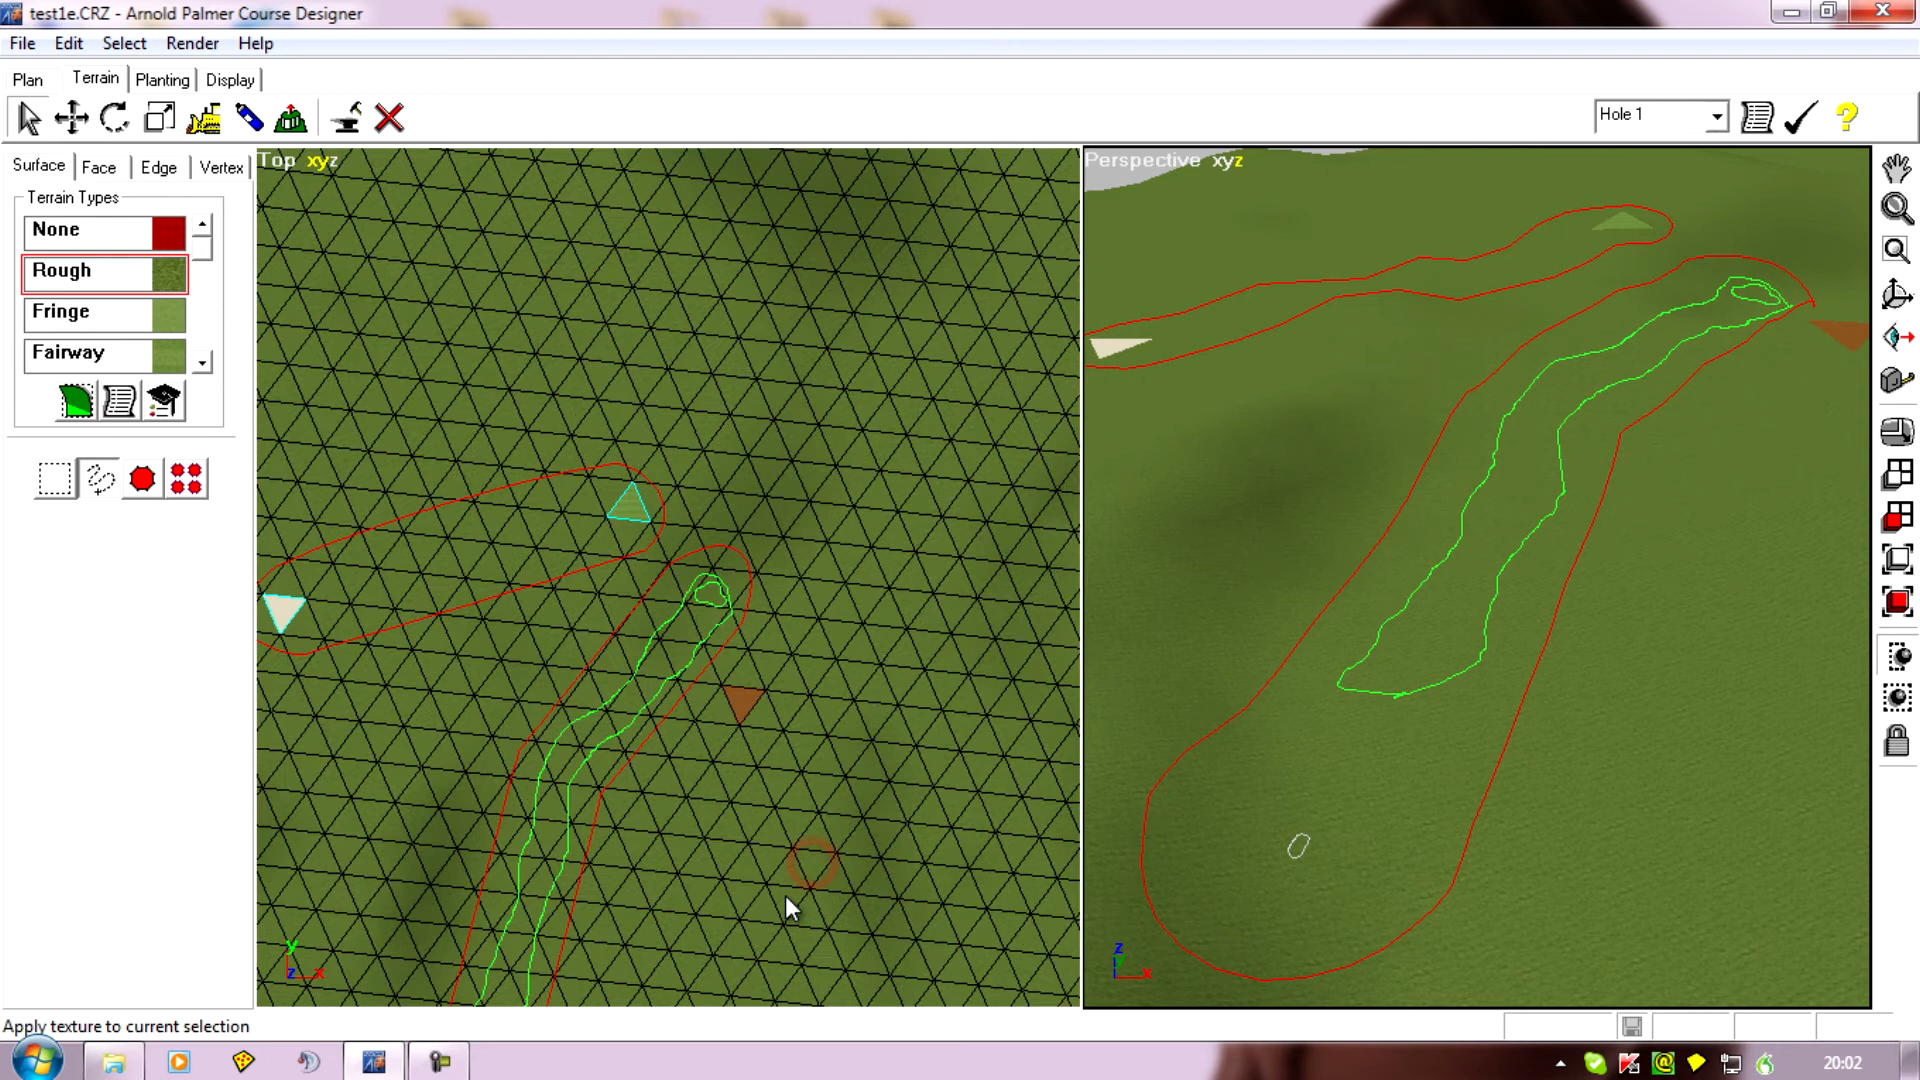 test1e.CRZ - Arnold Palmer Course Designer
File Edit Select Render Help
Plan Terrain Planting Display
Hole 1
?
Surface Face Edge Vertex
Terrain Types
None
Rough
Fringe
Fairway
Top xyz
Perspective xyz
y
z x
z
y
x
Apply texture to current selection
20:02